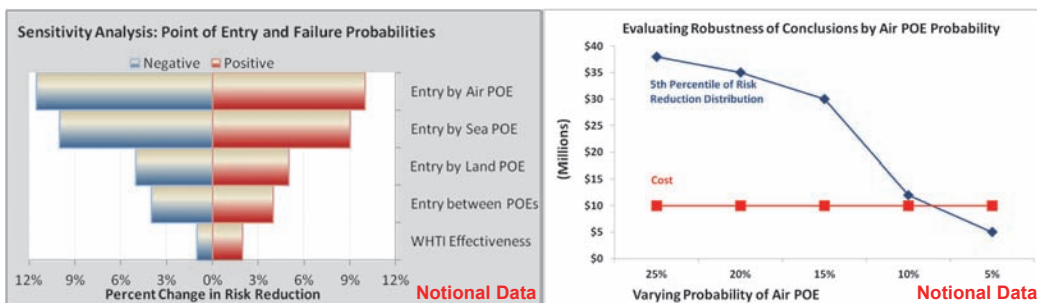 Sensitivity Analysis: Point of Entry and Failure Probabilities
Negative Positive
Entry by Air POE
Entry by Sea POE
Entry by Land POE
Entry between POEs
WHTI Effectiveness
12% 9% 6% 3% 0% 3% 6% 9% 12%
Percent Change in Risk Reduction
Notional Data
Evaluating Robustness of Conclusions by Air POE Probability
(Millions)
$40
$35
$30
$25
$20
$15
$10
$5
$0
5th Percentile of Risk
Reduction Distribution
Cost
25% 20% 15% 10% 5%
Varying Probability of Air POE
Notional Data